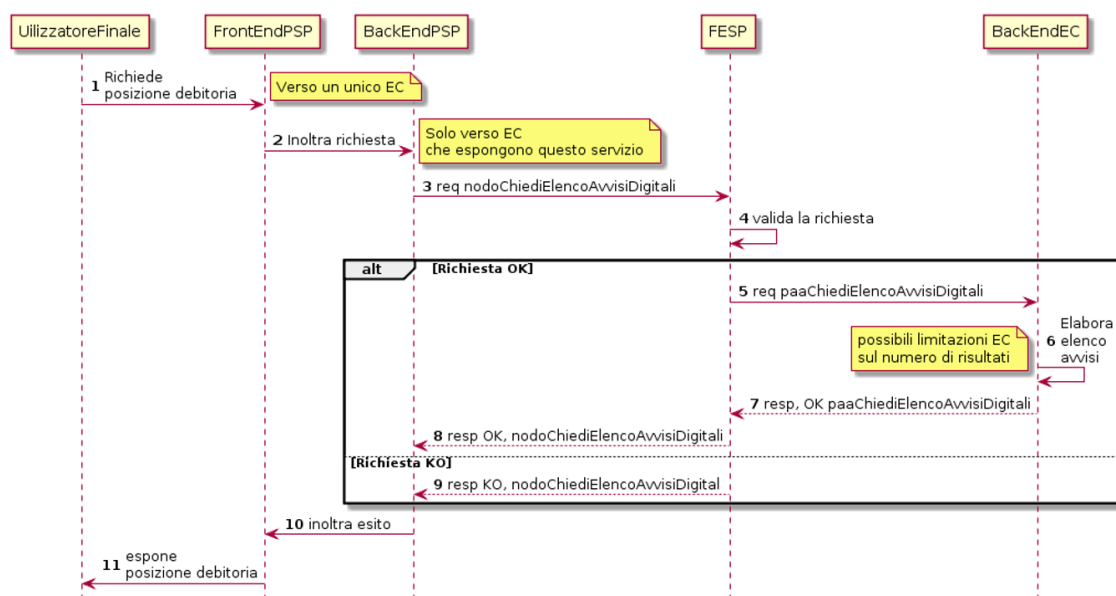 UilizzatoreFinale
FrontEndPSP
BackEndPSP
FESP
BackEndEC
1 Richiede
posizione debitoria
Verso un unico EC
2 Inoltra richiesta
Solo verso EC
che espongono questo servizio
3 req nodoChiediElencoAvvisiDigitali
4 valida la richiesta
alt [Richiesta OK]
5 req paaChiediElencoAvvisiDigitali
possibili limitazioni EC
sul numero di risultati
6 Elabora
elenco
avvisi
7 resp, OK paaChiediElencoAvvisiDigitali
8 resp OK, nodoChiediElencoAvvisiDigitali
[Richiesta KO]
9 resp KO, nodoChiediElencoAvvisiDigital
10 inoltra esito
11 espone
posizione debitoria